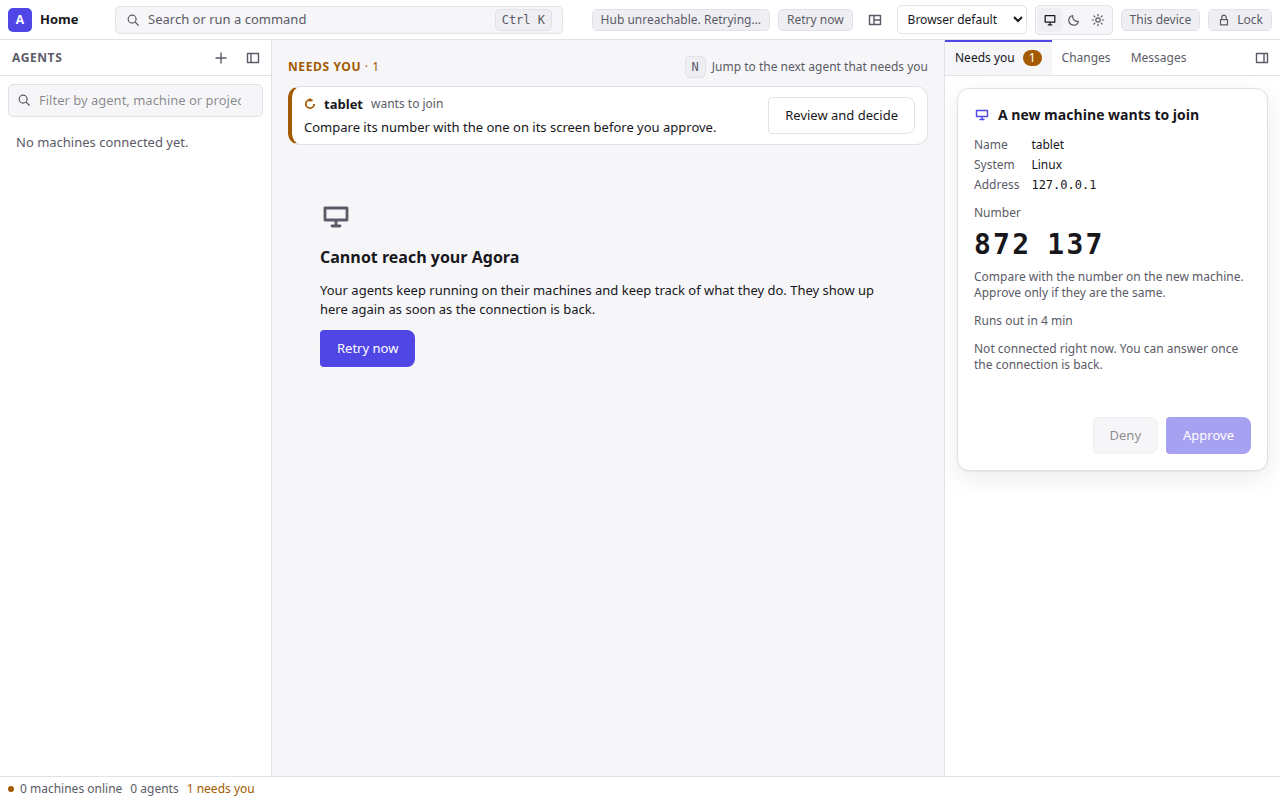 A Home
Search or run a command
Ctrl K
Hub unreachable. Retrying...
Retry now
Browser default
This device
Lock
AGENTS
Filter by agent, machine or projec
No machines connected yet.
NEEDS YOU · 1
N Jump to the next agent that needs you
tablet wants to join
Compare its number with the one on its screen before you approve.
Review and decide
Cannot reach your Agora
Your agents keep running on their machines and keep track of what they do. They show up
here again as soon as the connection is back.
Retry now
Needs you 1
Changes
Messages
A new machine wants to join
Name tablet
System Linux
Address 127.0.0.1
Number
872 137
Compare with the number on the new machine.
Approve only if they are the same.
Runs out in 4 min
Not connected right now. You can answer once
the connection is back.
Deny
Approve
0 machines online 0 agents 1 needs you